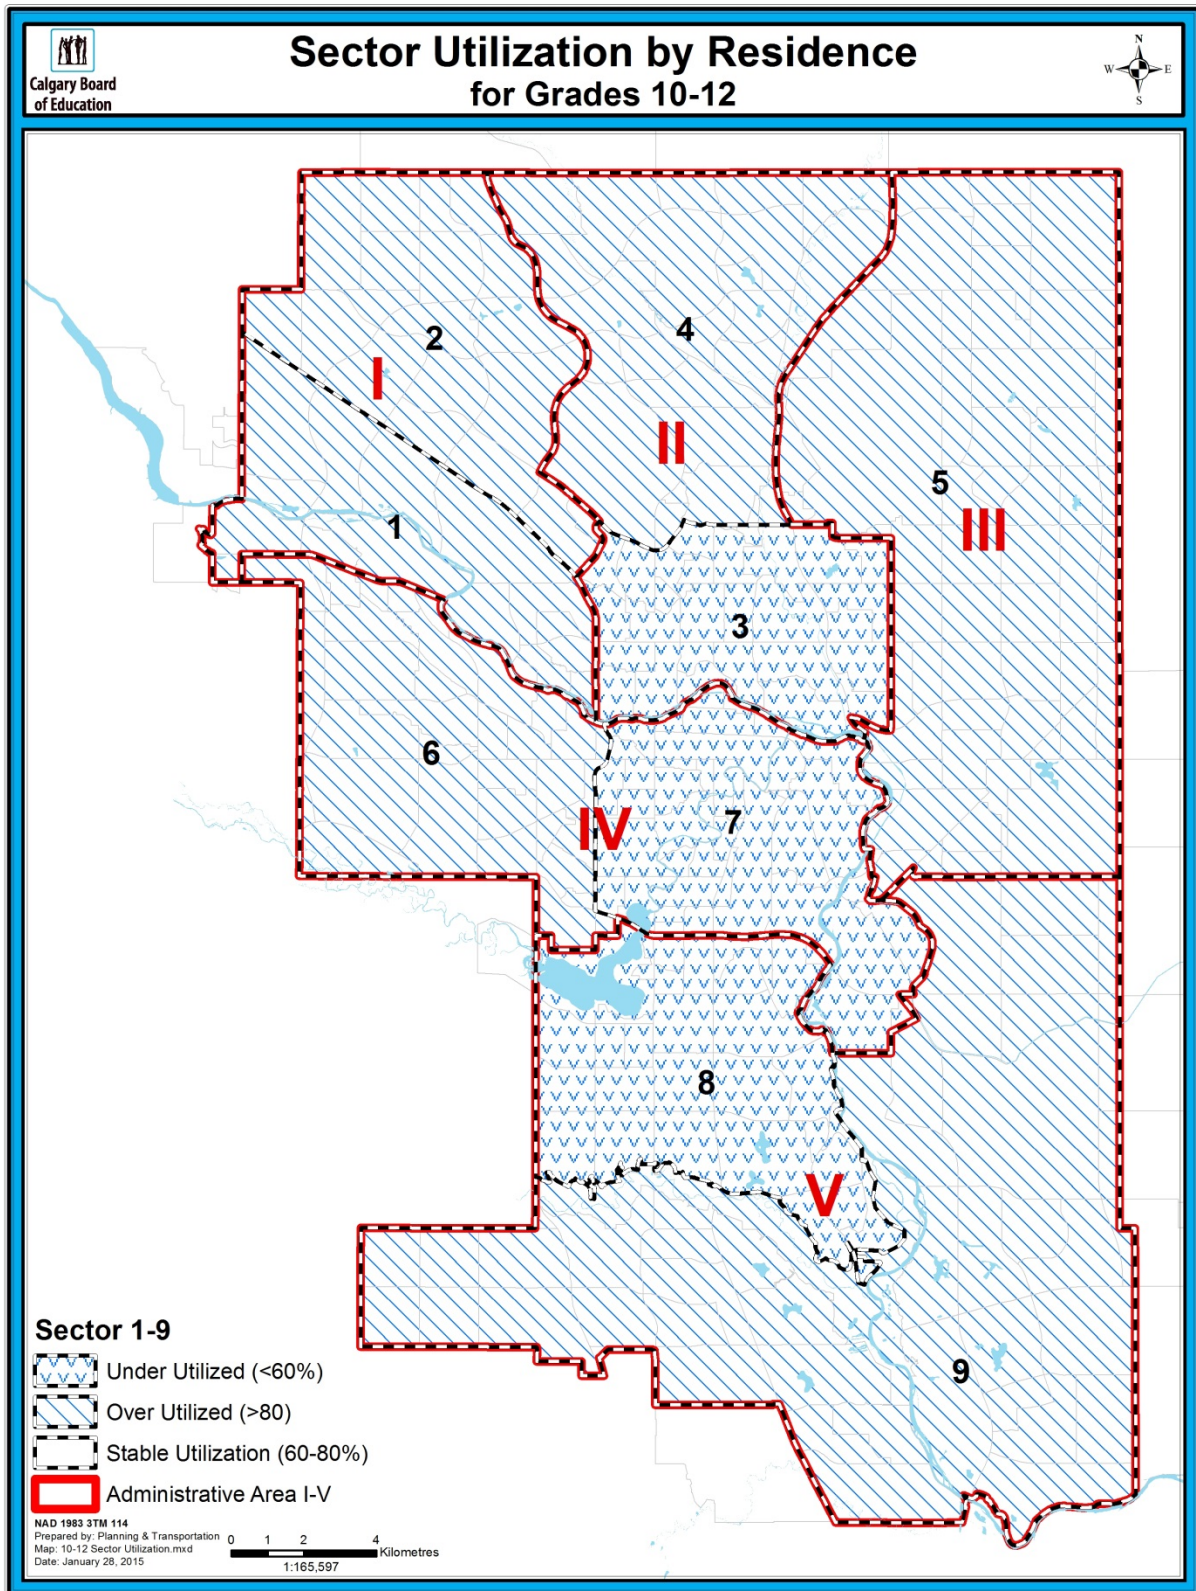 Sector Utilization by Residence
for Grades 10-12
Calgary Board
of Education
N
W
E
S
2
4
I
II
5
1
III
3
6
7
IV
8
V
9
Sector 1-9
Under Utilized (<60%)
Over Utilized (>80)
Stable Utilization (60-80%)
Administrative Area I-V
NAD 1983 3TM 114
Prepared by: Planning & Transportation
Map: 10-12 Sector Utilization.mxd
Date: January 28, 2015
0 1 2 4
Kilometres
1:165,597